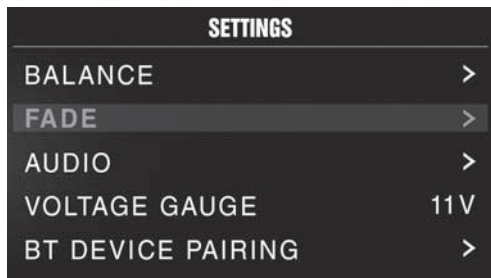 SETTINGS
BALANCE >
FADE >
AUDIO >
VOLTAGE GAUGE 11V
BT DEVICE PAIRING >